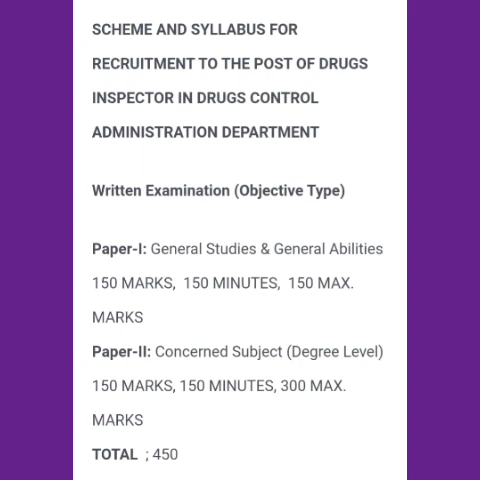 SCHEME AND SYLLABUS FOR
RECRUITMENT TO THE POST OF DRUGS
INSPECTOR IN DRUGS CONTROL
ADMINISTRATION DEPARTMENT
Written Examination (Objective Type)
Paper-I: General Studies & General Abilities
150 MARKS,  150 MINUTES,  150 MAX.
MARKS
Paper-II: Concerned Subject (Degree Level)
150 MARKS, 150 MINUTES, 300 MAX.
MARKS
TOTAL  ; 450